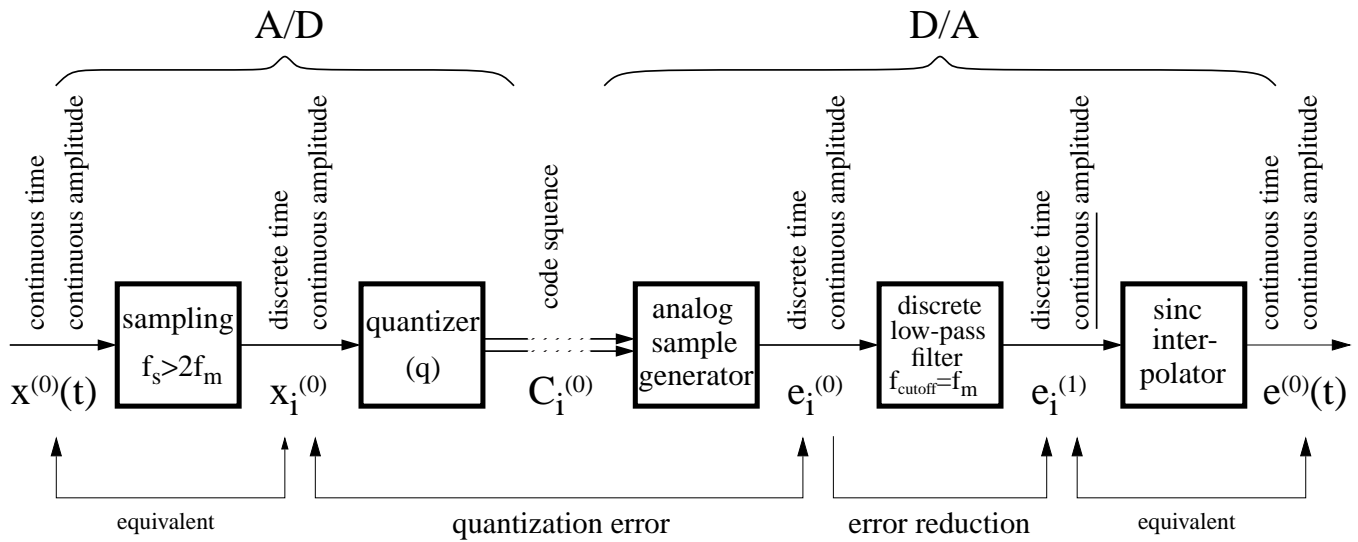 A/D
D/A
continuous time
continuous amplitude
discrete time
continuous amplitude
code squence
discrete time
continuous amplitude
discrete time
continuous amplitude
continuous time
continuous amplitude
sampling
f_s>2f_m
quantizer
(q)
analog
sample
generator
discrete
low-pass
filter
f_cutoff=f_m
sinc
inter-
polator
x^(0)(t)
x_i^(0)
C_i^(0)
e_i^(0)
e_i^(1)
e^(0)(t)
equivalent
quantization error
error reduction
equivalent